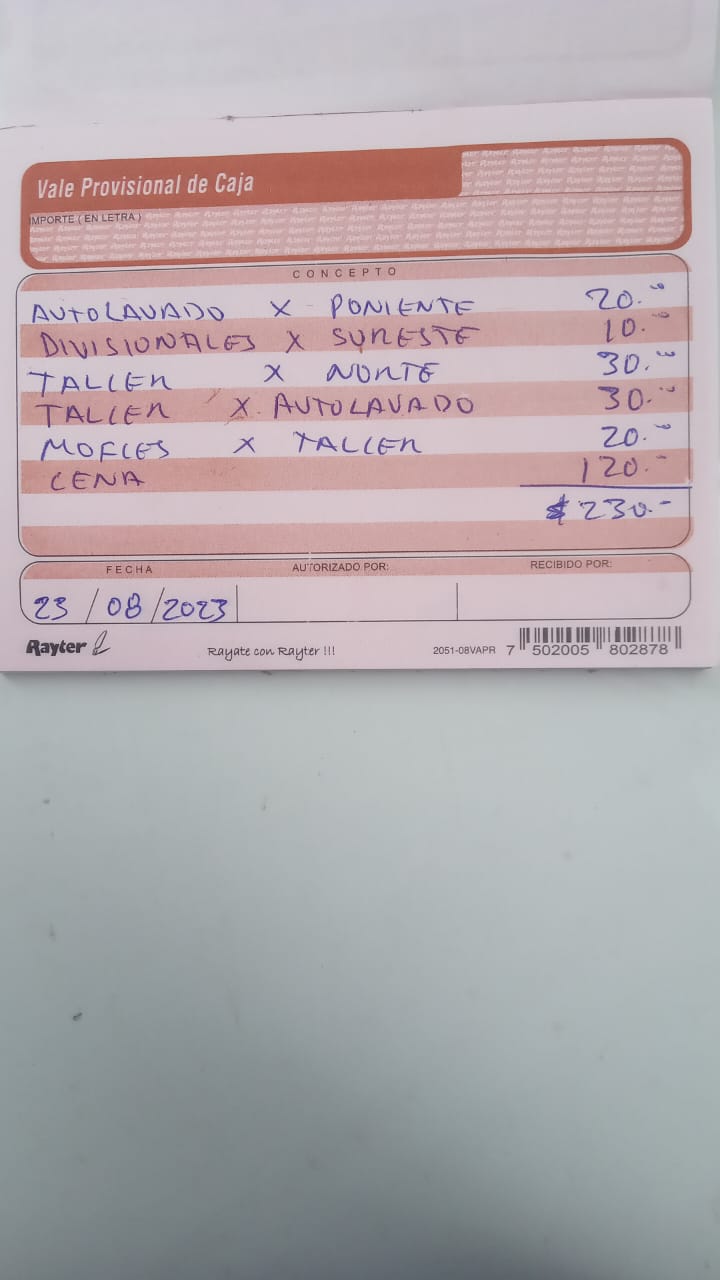 Vale Provisional de Caja
IMPORTE ( EN LETRA )
CONCEPTO
AUTOLAVADO X PONIENTE 20.00
DIVISIONALES X SURESTE 10.00
TALLER X NORTE 30.00
TALLER X AUTOLAVADO 30.00
MOFLES X TALLER 20.00
CENA 120.-
$ 230.-
FECHA AUTORIZADO POR: RECIBIDO POR:
23 / 08 / 2023
Rayter Rayate con Rayter !!! 2051-08VAPR 7 502005 802878